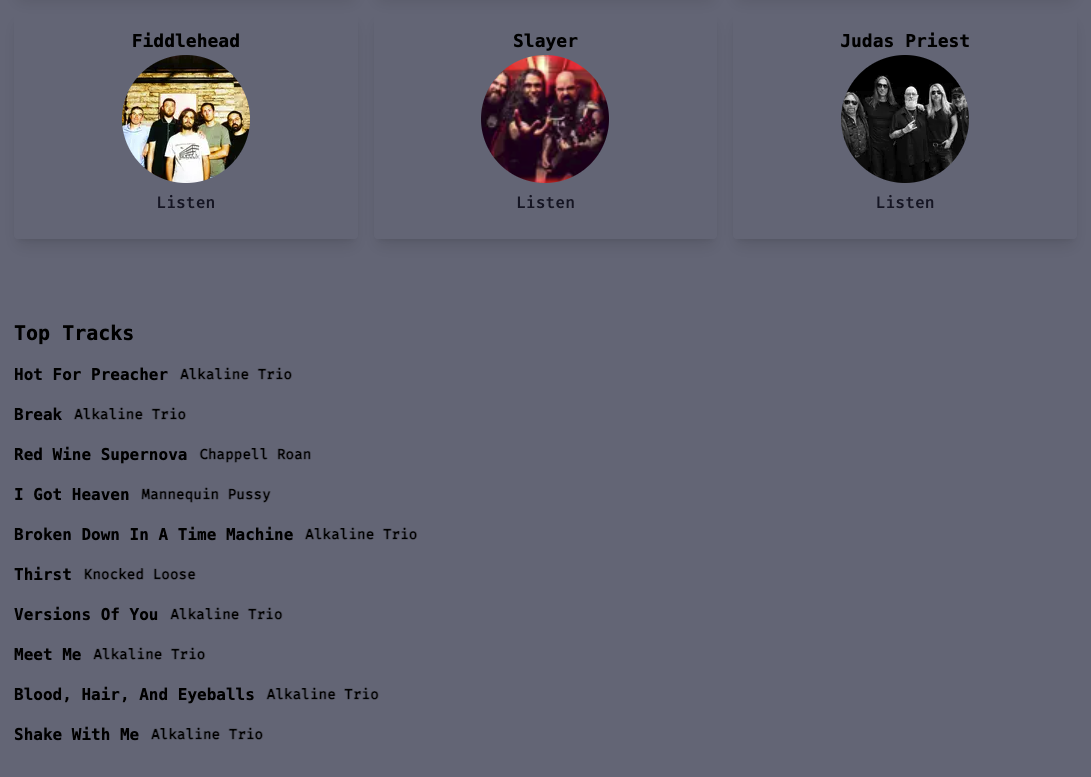 Fiddlehead
Slayer
Judas Priest
Listen
Listen
Listen
Top Tracks
Hot For Preacher Alkaline Trio
Break Alkaline Trio
Red Wine Supernova Chappell Roan
I Got Heaven Mannequin Pussy
Broken Down In A Time Machine Alkaline Trio
Thirst Knocked Loose
Versions Of You Alkaline Trio
Meet Me Alkaline Trio
Blood, Hair, And Eyeballs Alkaline Trio
Shake With Me Alkaline Trio